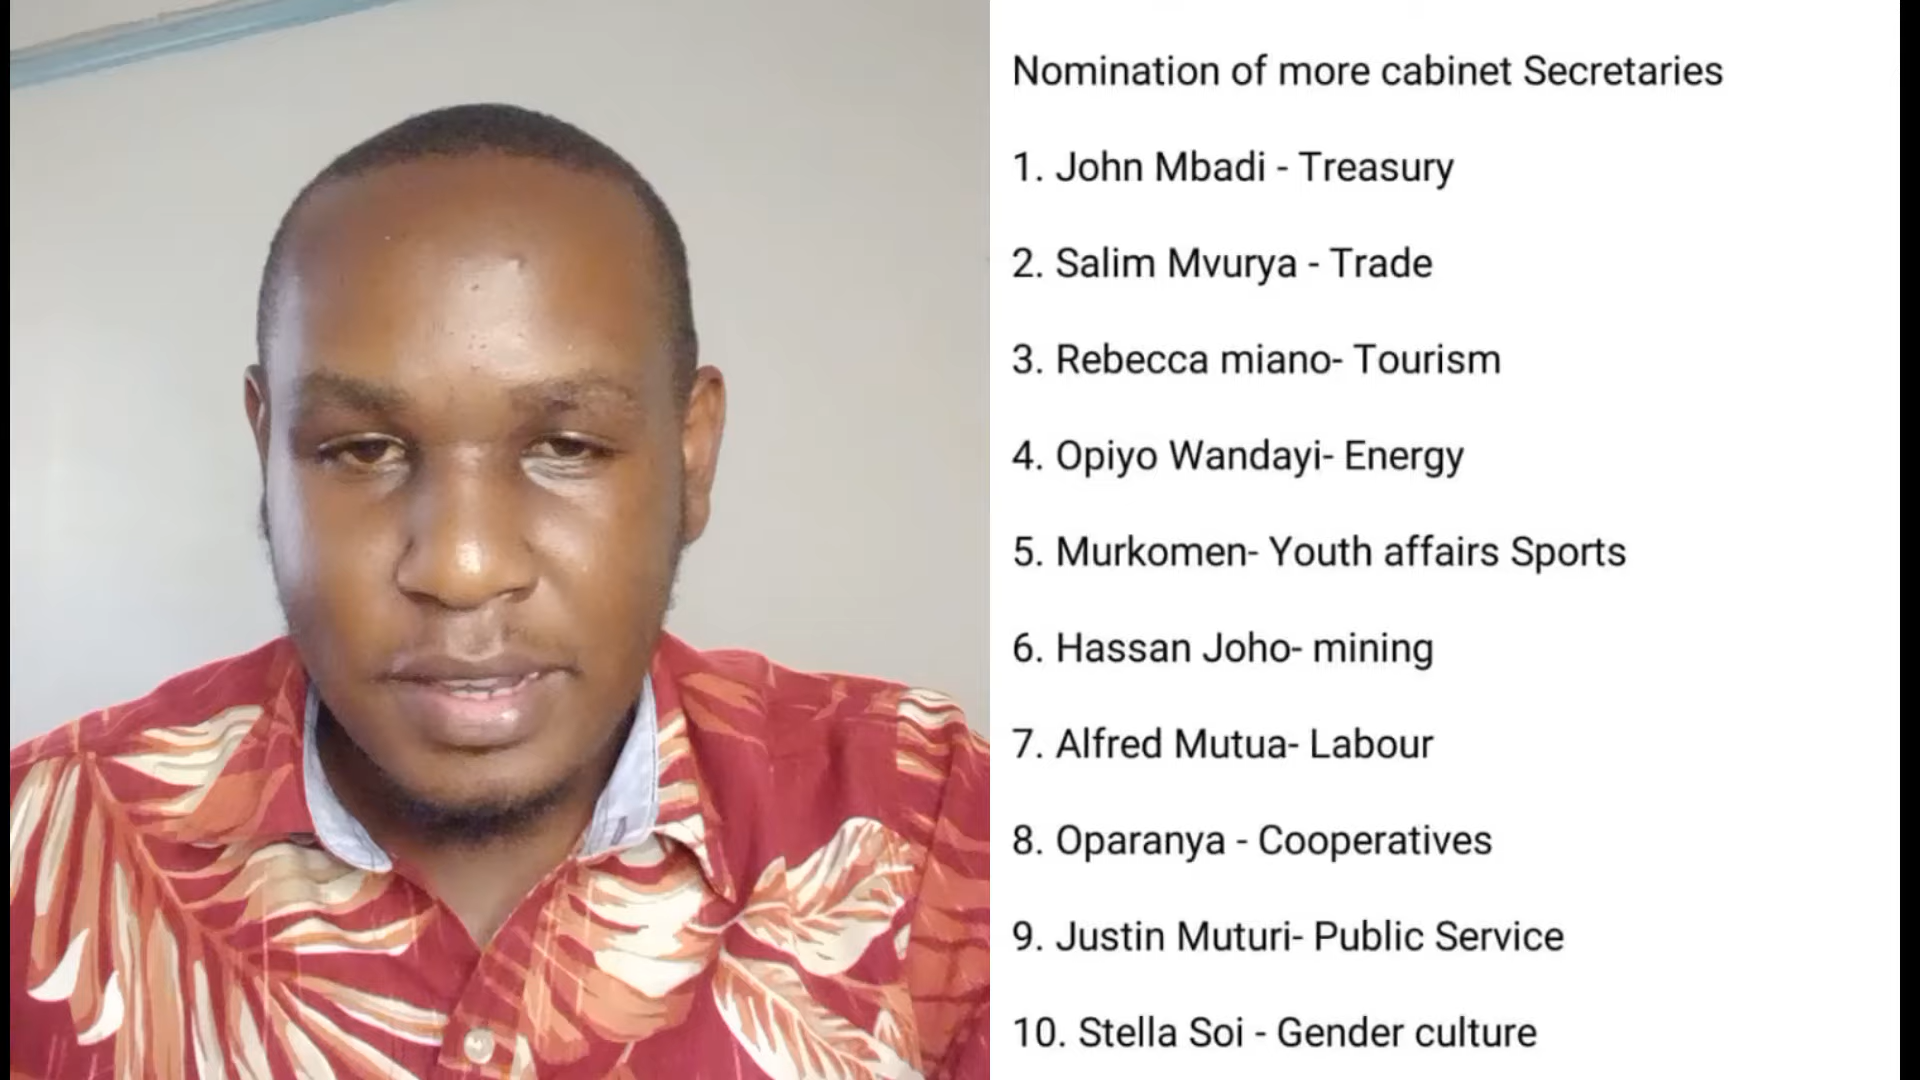 Nomination of more cabinet Secretaries
1. John Mbadi - Treasury
2. Salim Mvurya - Trade
3. Rebecca miano- Tourism
4. Opiyo Wandayi- Energy
5. Murkomen- Youth affairs Sports
6. Hassan Joho- mining
7. Alfred Mutua- Labour
8. Oparanya - Cooperatives
9. Justin Muturi- Public Service
10. Stella Soi - Gender culture